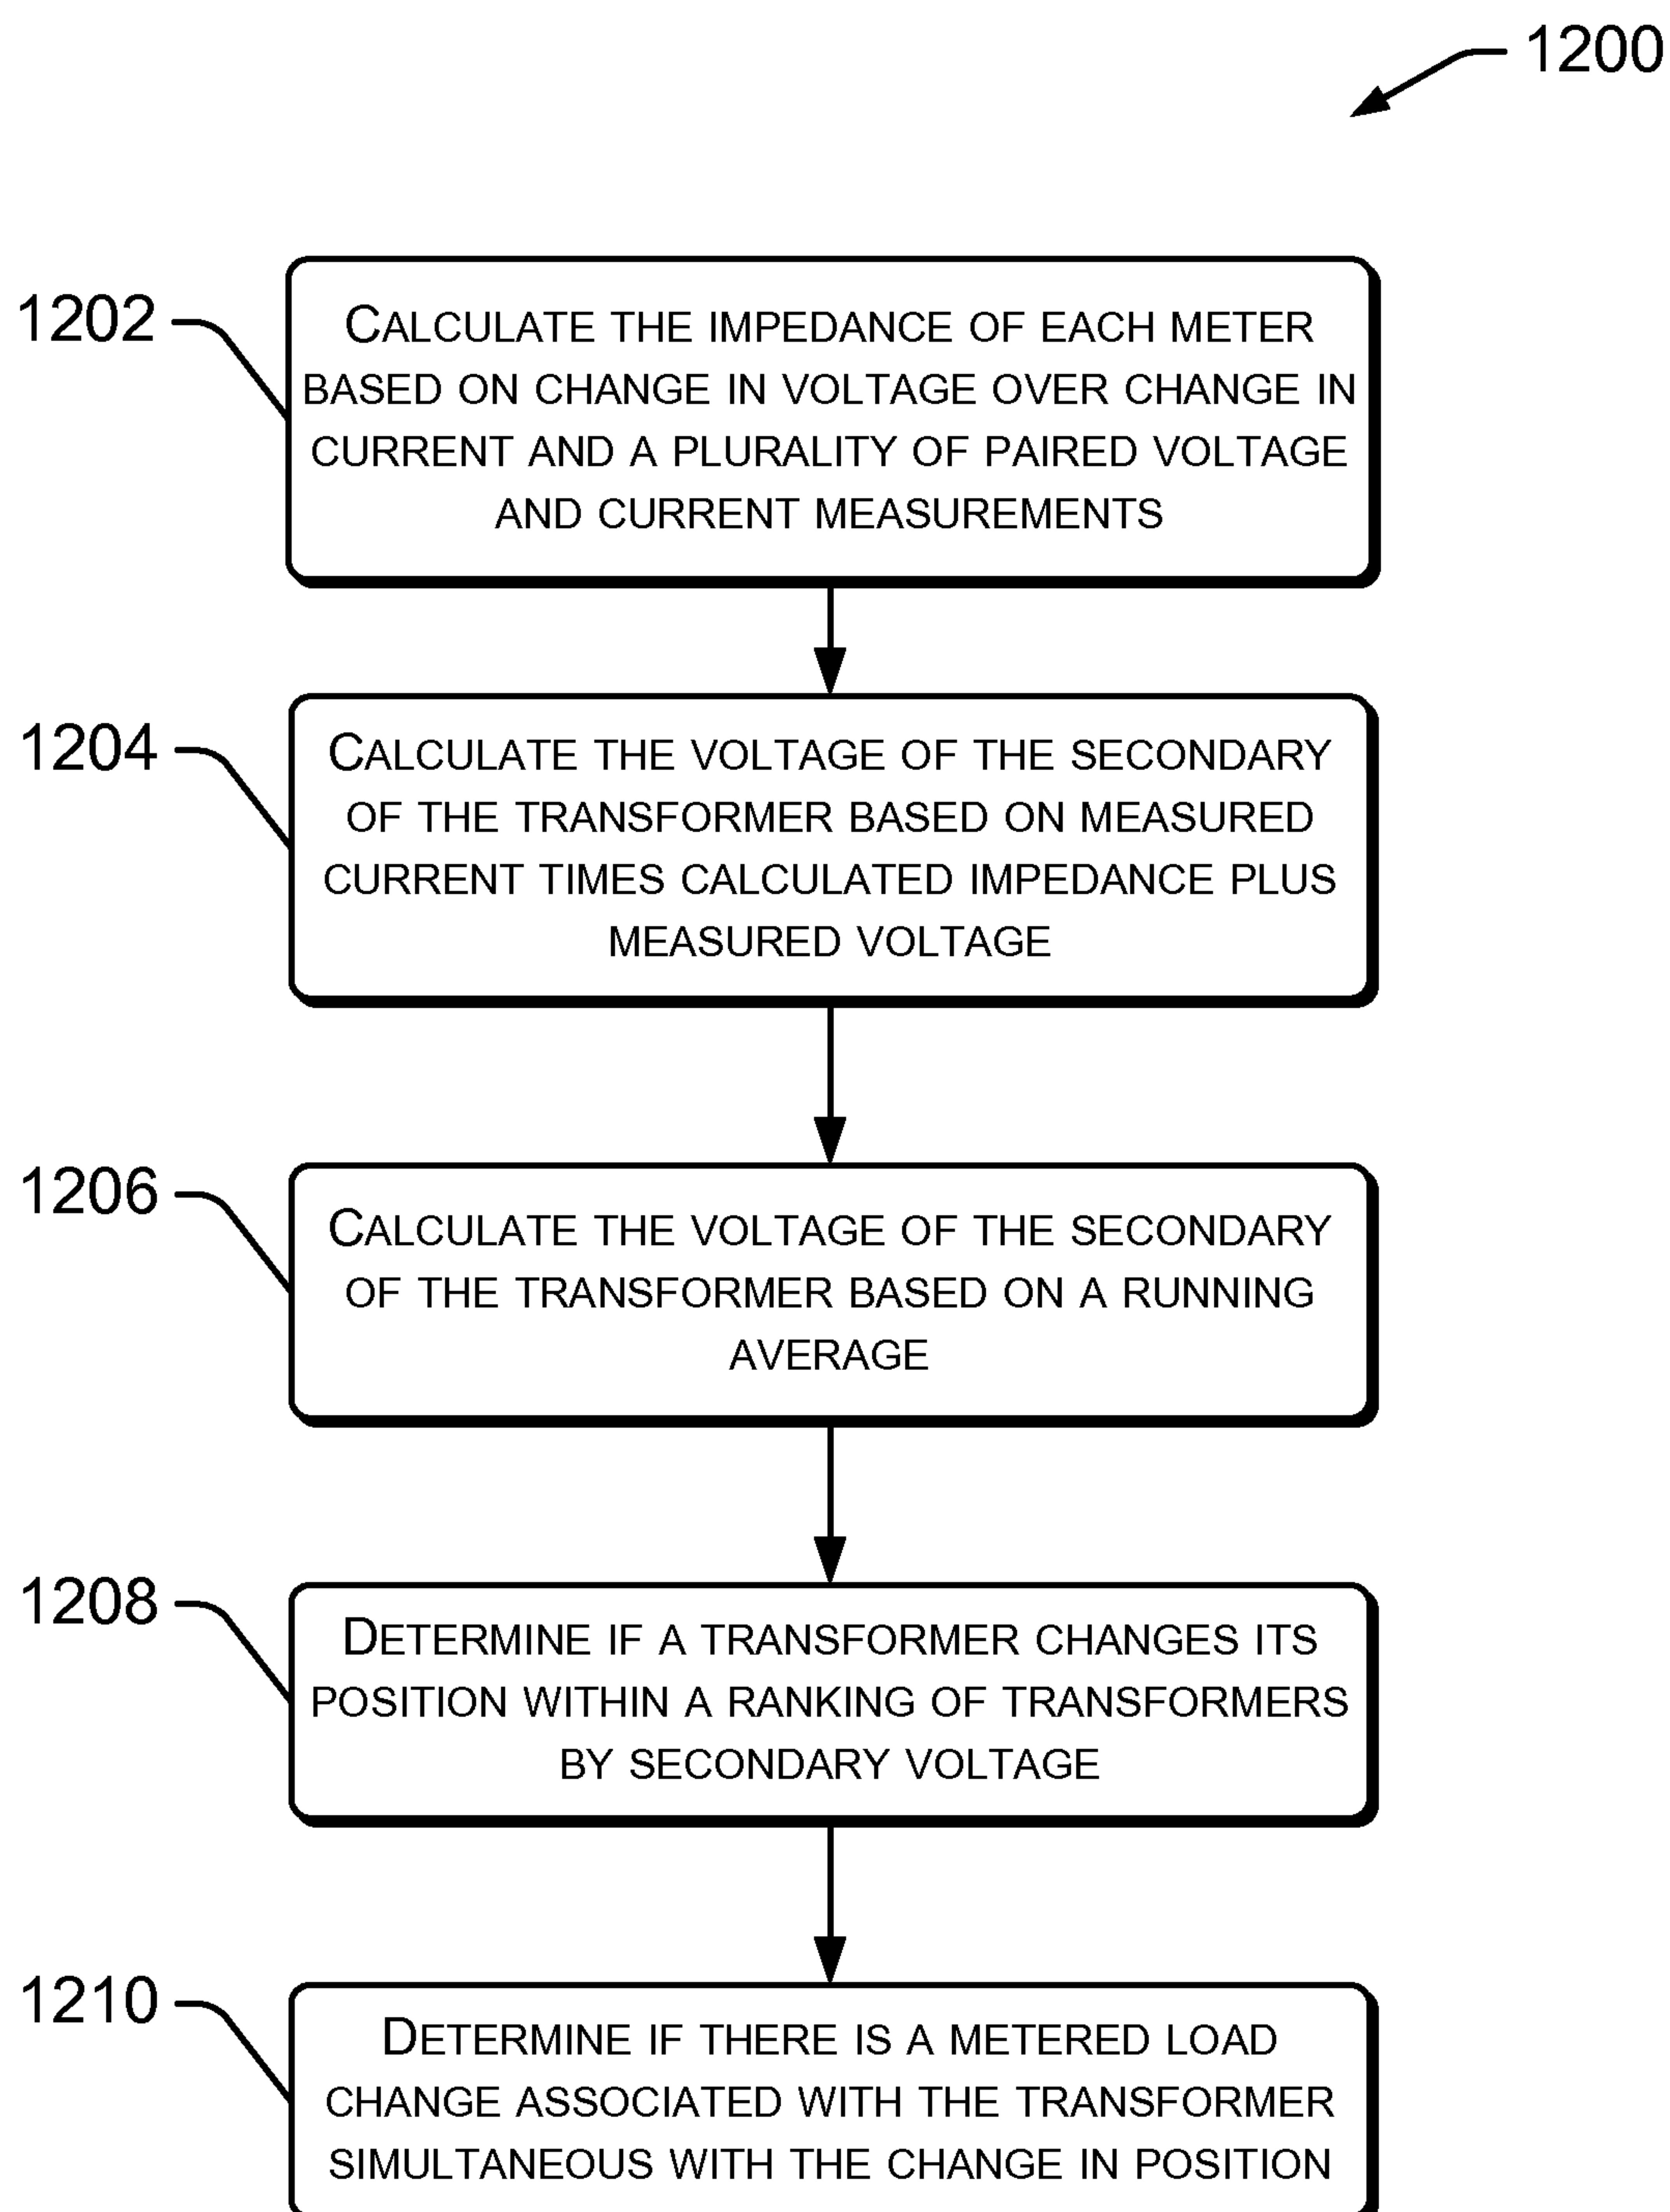 1200
1202
CALCULATE THE IMPEDANCE OF EACH METER
BASED ON CHANGE IN VOLTAGE OVER CHANGE IN
CURRENT AND A PLURALITY OF PAIRED VOLTAGE
AND CURRENT MEASUREMENTS
1204
CALCULATE THE VOLTAGE OF THE SECONDARY
OF THE TRANSFORMER BASED ON MEASURED
CURRENT TIMES CALCULATED IMPEDANCE PLUS
MEASURED VOLTAGE
1206
CALCULATE THE VOLTAGE OF THE SECONDARY
OF THE TRANSFORMER BASED ON A RUNNING
AVERAGE
1208
DETERMINE IF A TRANSFORMER CHANGES ITS
POSITION WITHIN A RANKING OF TRANSFORMERS
BY SECONDARY VOLTAGE
1210
DETERMINE IF THERE IS A METERED LOAD
CHANGE ASSOCIATED WITH THE TRANSFORMER
SIMULTANEOUS WITH THE CHANGE IN POSITION